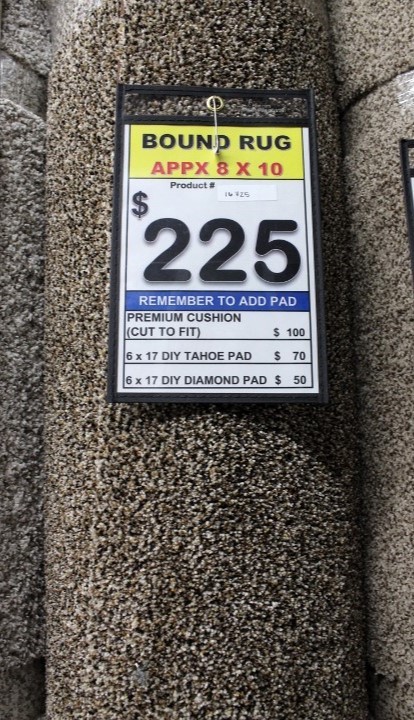 BOUND RUG
APPX 8 X 10
Product # 16725
$ 225
REMEMBER TO ADD PAD
PREMIUM CUSHION
(CUT TO FIT) $ 100
6 x 17 DIY TAHOE PAD $ 70
6 x 17 DIY DIAMOND PAD $ 50